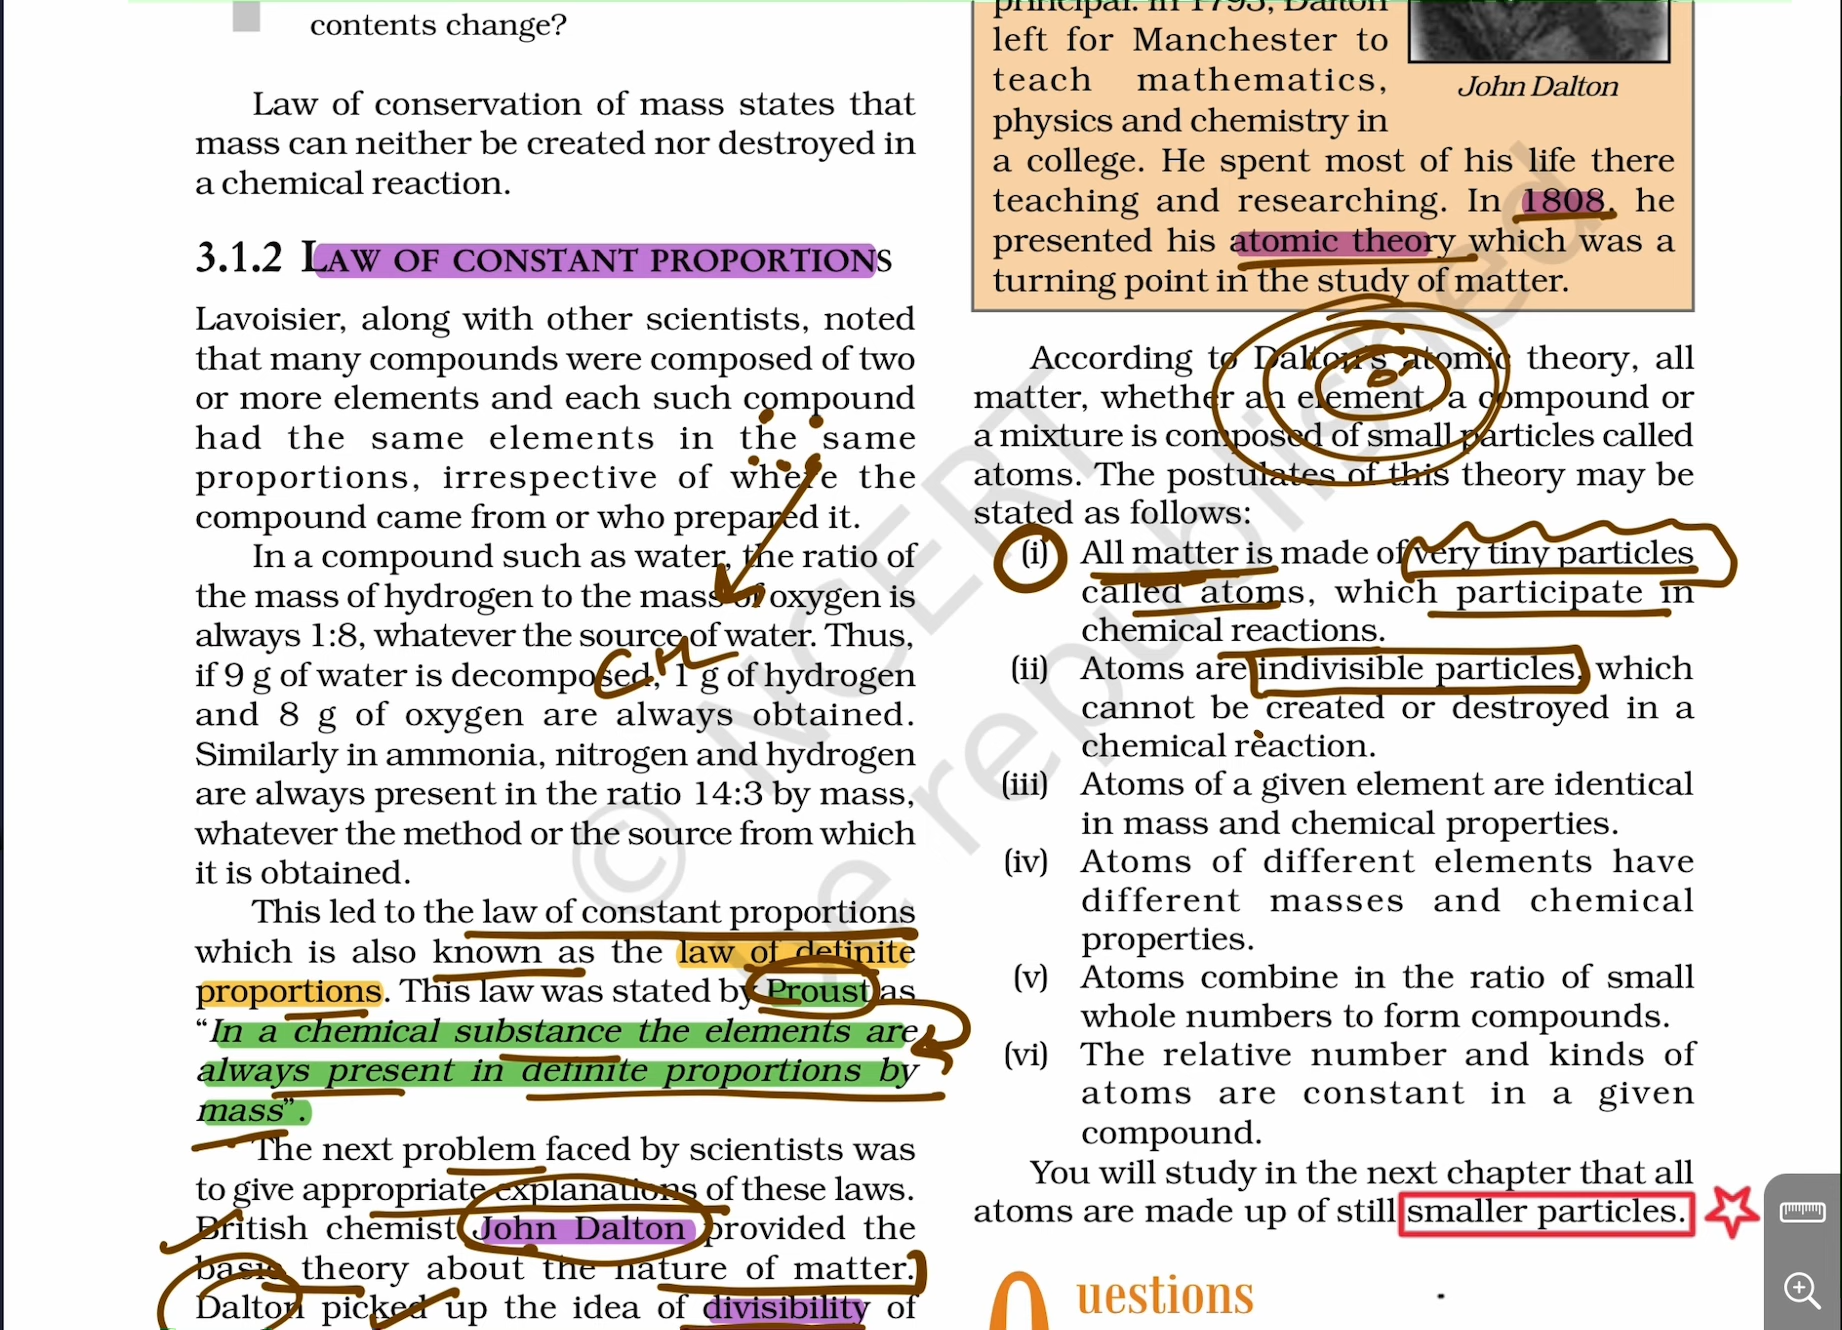 contents change?
Law of conservation of mass states that
mass can neither be created nor destroyed in
a chemical reaction.
3.1.2 LAW OF CONSTANT PROPORTIONS
Lavoisier, along with other scientists, noted
that many compounds were composed of two
or more elements and each such compound
had the same elements in the same
proportions, irrespective of where the
compound came from or who prepared it.
In a compound such as water, the ratio of
the mass of hydrogen to the mass of oxygen is
always 1:8, whatever the source of water. Thus,
if 9 g of water is decomposed, 1 g of hydrogen
and 8 g of oxygen are always obtained.
Similarly in ammonia, nitrogen and hydrogen
are always present in the ratio 14:3 by mass,
whatever the method or the source from which
it is obtained.
This led to the law of constant proportions
which is also known as the law of definite
proportions. This law was stated by Proust as
“In a chemical substance the elements are
always present in definite proportions by
mass”.
The next problem faced by scientists was
to give appropriate explanations of these laws.
British chemist John Dalton provided the
basic theory about the nature of matter.
Dalton picked up the idea of divisibility of
principal. In 1793, Dalton
left for Manchester to
teach mathematics,
physics and chemistry in
a college. He spent most of his life there
teaching and researching. In 1808, he
presented his atomic theory which was a
turning point in the study of matter.
John Dalton
According to Dalton’s atomic theory, all
matter, whether an element, a compound or
a mixture is composed of small particles called
atoms. The postulates of this theory may be
stated as follows:
(i) All matter is made of very tiny particles
called atoms, which participate in
chemical reactions.
(ii) Atoms are indivisible particles, which
cannot be created or destroyed in a
chemical reaction.
(iii) Atoms of a given element are identical
in mass and chemical properties.
(iv) Atoms of different elements have
different masses and chemical
properties.
(v) Atoms combine in the ratio of small
whole numbers to form compounds.
(vi) The relative number and kinds of
atoms are constant in a given
compound.
You will study in the next chapter that all
atoms are made up of still smaller particles.
Questions
© NCERT
be republished